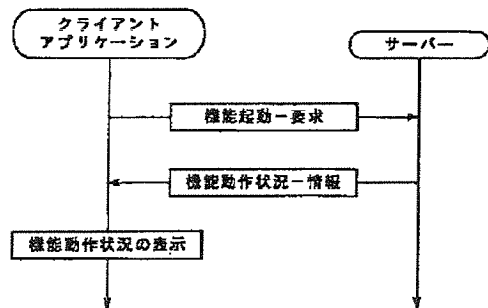 クライアント
アプリケーション
サーバー
機能起動ー要求
機能動作状況ー情報
機能動作状況の表示